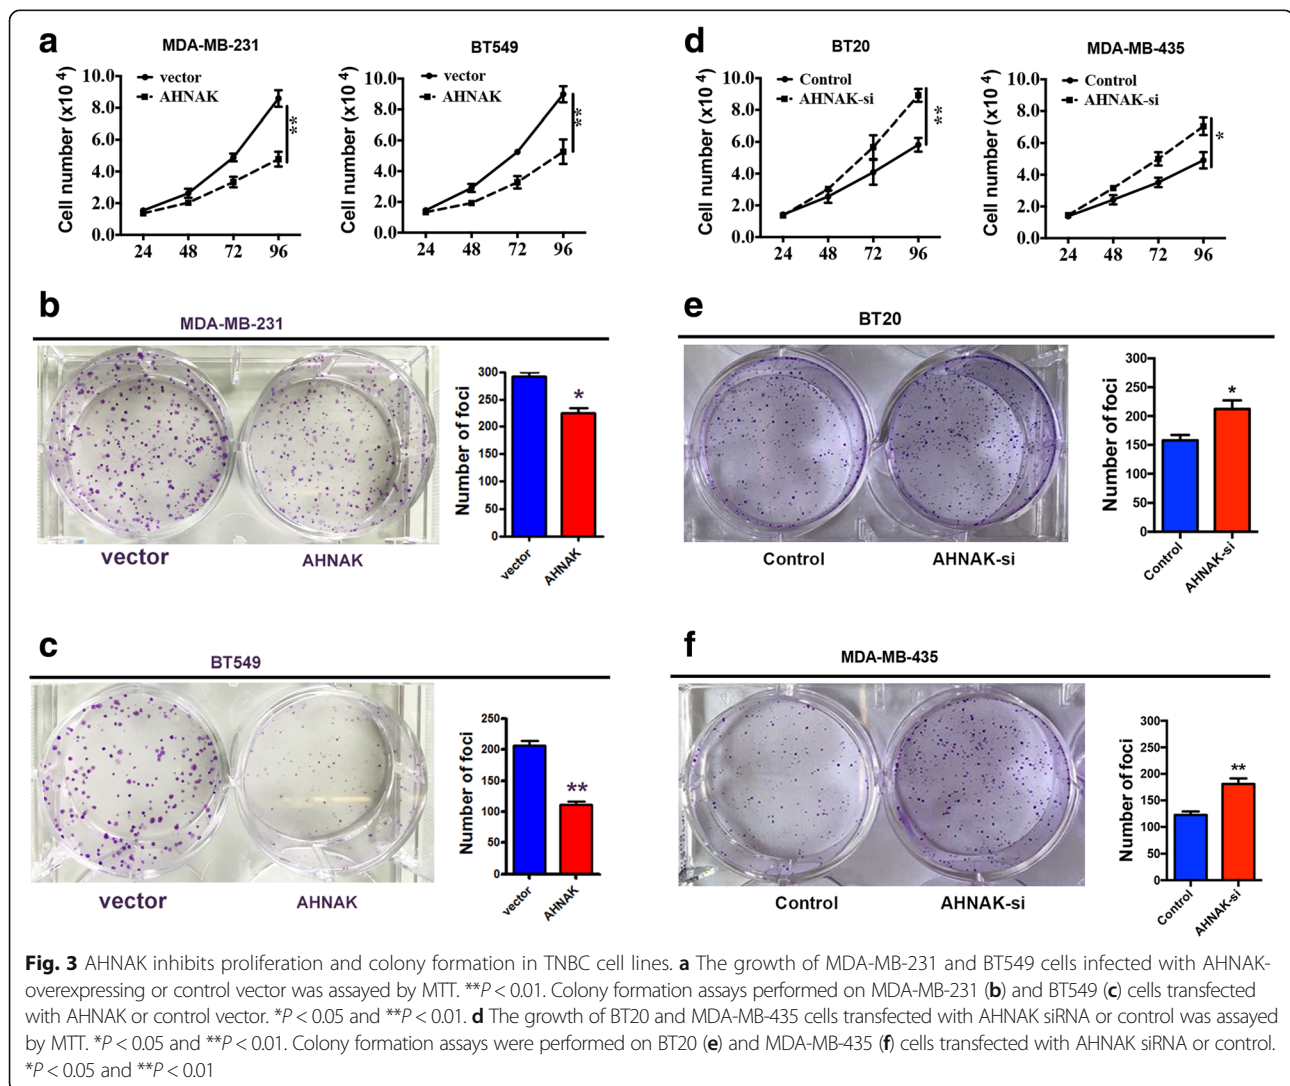 a
MDA-MB-231
Cell number (x10 4)
10.0
8.0
6.0
4.0
2.0
0.0
vector
AHNAK
**
24 48 72 96
BT549
Cell number (x10 4)
10.0
8.0
6.0
4.0
2.0
0.0
vector
AHNAK
**
24 48 72 96
b
MDA-MB-231
vector AHNAK
Number of foci
300
250
200
150
100
50
0
*
vector AHNAK
c
BT549
vector AHNAK
Number of foci
250
200
150
100
50
0
**
vector AHNAK
d
BT20
Cell number (x10 4)
10.0
8.0
6.0
4.0
2.0
0.0
Control
AHNAK-si
**
24 48 72 96
MDA-MB-435
Cell number (x10 4)
10.0
8.0
6.0
4.0
2.0
0.0
Control
AHNAK-si
*
24 48 72 96
e
BT20
Control AHNAK-si
Number of foci
300
250
200
150
100
50
0
*
Control AHNAK-si
f
MDA-MB-435
Control AHNAK-si
Number of foci
300
250
200
150
100
50
0
**
Control AHNAK-si
Fig. 3 AHNAK inhibits proliferation and colony formation in TNBC cell lines. a The growth of MDA-MB-231 and BT549 cells infected with AHNAK-
overexpressing or control vector was assayed by MTT. **P < 0.01. Colony formation assays performed on MDA-MB-231 (b) and BT549 (c) cells transfected
with AHNAK or control vector. *P < 0.05 and **P < 0.01. d The growth of BT20 and MDA-MB-435 cells transfected with AHNAK siRNA or control was assayed
by MTT. *P < 0.05 and **P < 0.01. Colony formation assays were performed on BT20 (e) and MDA-MB-435 (f) cells transfected with AHNAK siRNA or control.
*P < 0.05 and **P < 0.01